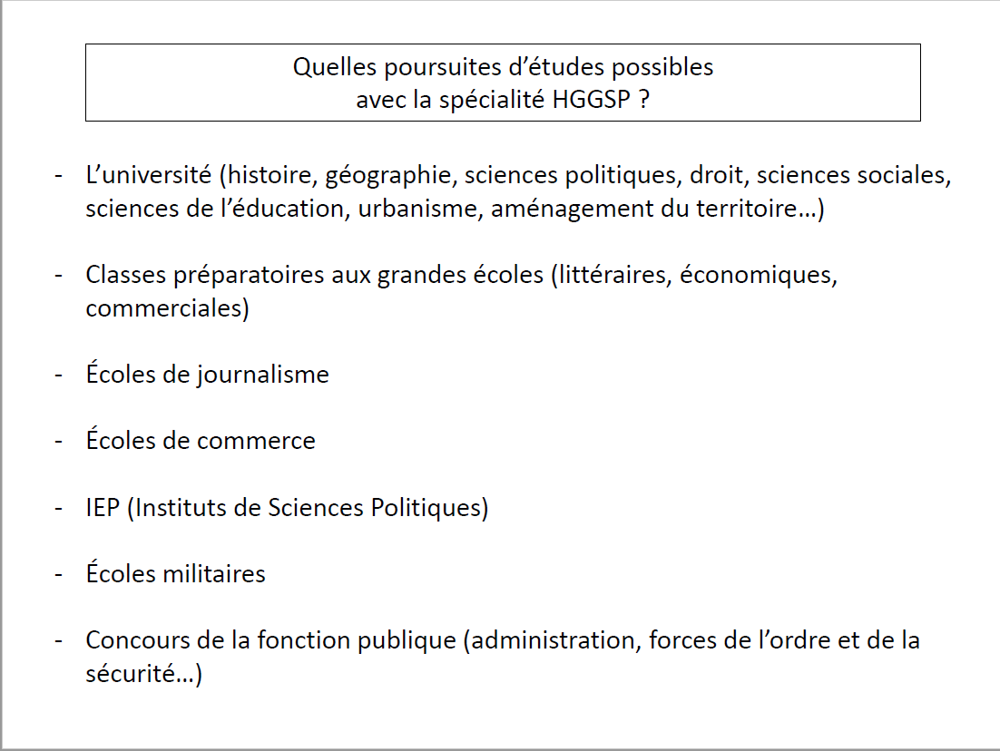 Quelles poursuites d’études possibles
avec la spécialité HGGSP ?
- L’université (histoire, géographie, sciences politiques, droit, sciences sociales,
sciences de l’éducation, urbanisme, aménagement du territoire…)
- Classes préparatoires aux grandes écoles (littéraires, économiques,
commerciales)
- Écoles de journalisme
- Écoles de commerce
- IEP (Instituts de Sciences Politiques)
- Écoles militaires
- Concours de la fonction publique (administration, forces de l’ordre et de la
sécurité…)